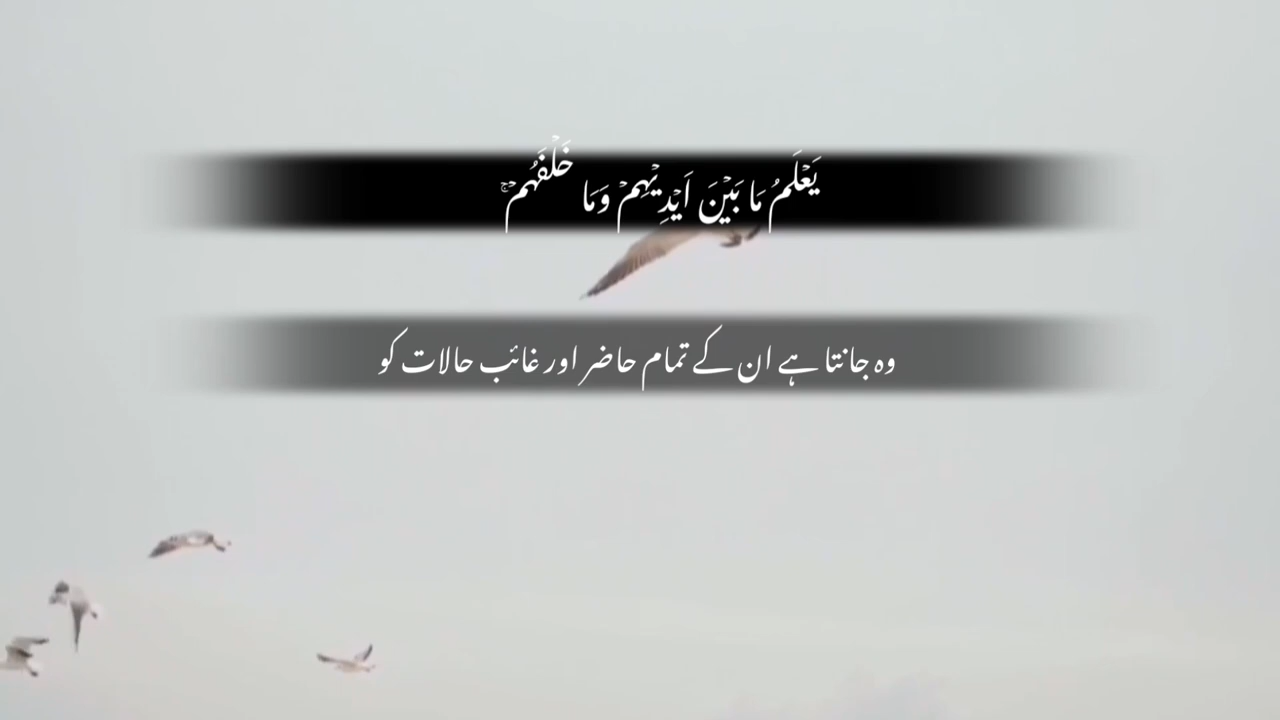 يَعْلَمُ مَا بَيْنَ اَيْدِيْهِمْ وَمَا خَلْفَهُمْ ۚ
وہ جانتا ہے ان کے تمام حاضر اور غائب حالات کو